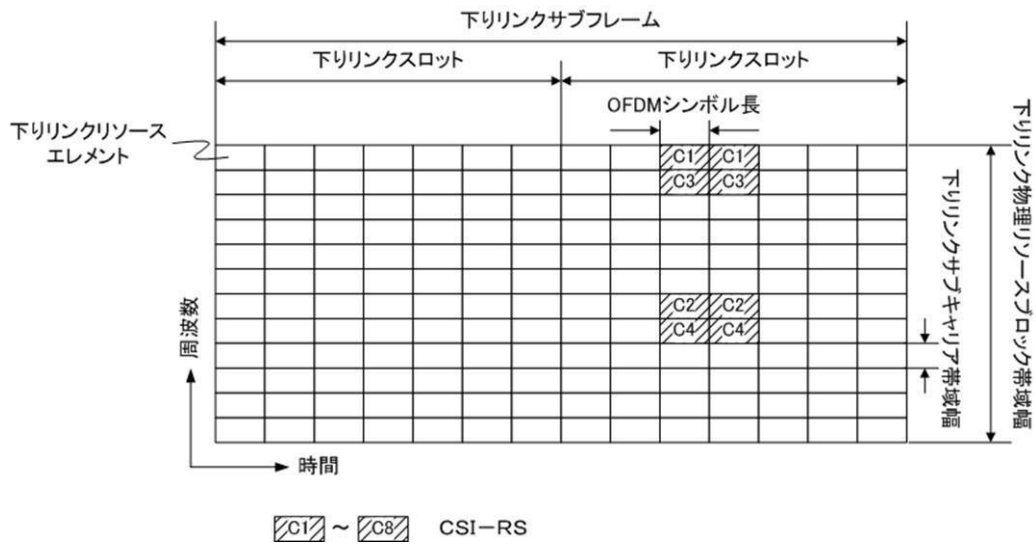 下りリンクサブフレーム
下りリンクスロット
下りリンクスロット
OFDMシンボル長
下りリンクリソース
エレメント
C1 C1
C3 C3
C2 C2
C4 C4
下りリンクサブキャリア帯域幅
下りリンク物理リソースブロック帯域幅
周波数
時間
C1 ～ C8 CSI－RS